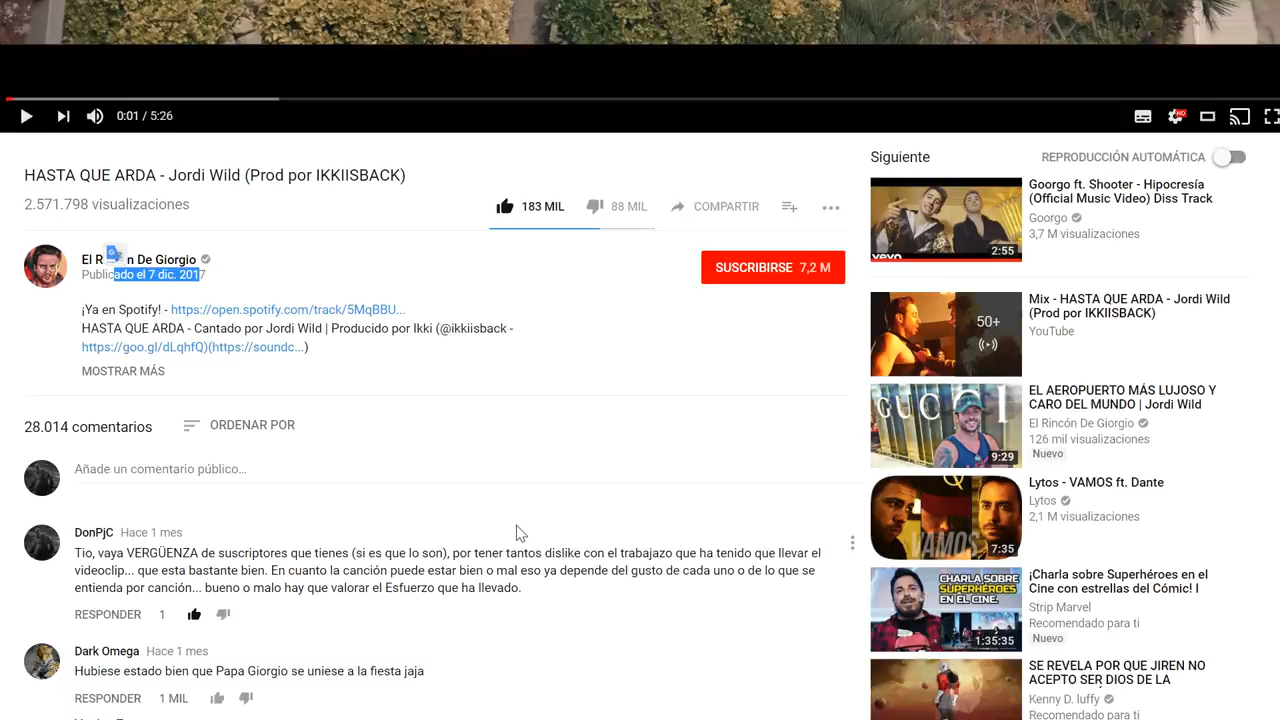 0:01 / 5:26
HD
HASTA QUE ARDA - Jordi Wild (Prod por IKKIISBACK)
2.571.798 visualizaciones
183 MIL
88 MIL
COMPARTIR
El R n De Giorgio
Publicado el 7 dic. 2017
SUSCRIBIRSE 7,2 M
¡Ya en Spotify! - https://open.spotify.com/track/5MqBBU...
HASTA QUE ARDA - Cantado por Jordi Wild | Producido por Ikki (@ikkiisback -
https://goo.gl/dLqhfQ)(https://soundc...)
MOSTRAR MÁS
28.014 comentarios
ORDENAR POR
Añade un comentario público...
DonPjC Hace 1 mes
Tio, vaya VERGÜENZA de suscriptores que tienes (si es que lo son), por tener tantos dislike con el trabajazo que ha tenido que llevar el
videoclip... que esta bastante bien. En cuanto la canción puede estar bien o mal eso ya depende del gusto de cada uno o de lo que se
entienda por canción... bueno o malo hay que valorar el Esfuerzo que ha llevado.
RESPONDER 1
Dark Omega Hace 1 mes
Hubiese estado bien que Papa Giorgio se uniese a la fiesta jaja
RESPONDER 1 MIL
Siguiente
REPRODUCCIÓN AUTOMÁTICA
vevo
2:55
Goorgo ft. Shooter - Hipocresía
(Official Music Video) Diss Track
Goorgo
3,7 M visualizaciones
50+
Mix - HASTA QUE ARDA - Jordi Wild
(Prod por IKKIISBACK)
YouTube
GUCCI
9:29
EL AEROPUERTO MÁS LUJOSO Y
CARO DEL MUNDO | Jordi Wild
El Rincón De Giorgio
126 mil visualizaciones
Nuevo
VAMOS
7:35
Lytos - VAMOS ft. Dante
Lytos
2,1 M visualizaciones
CHARLA SOBRE
SUPERHÉROES
EN EL CINE
1:35:35
¡Charla sobre Superhéroes en el
Cine con estrellas del Cómic! I
Strip Marvel
Recomendado para ti
Nuevo
SE REVELA POR QUE JIREN NO
ACEPTO SER DIOS DE LA
Kenny D. luffy
Recomendado para ti